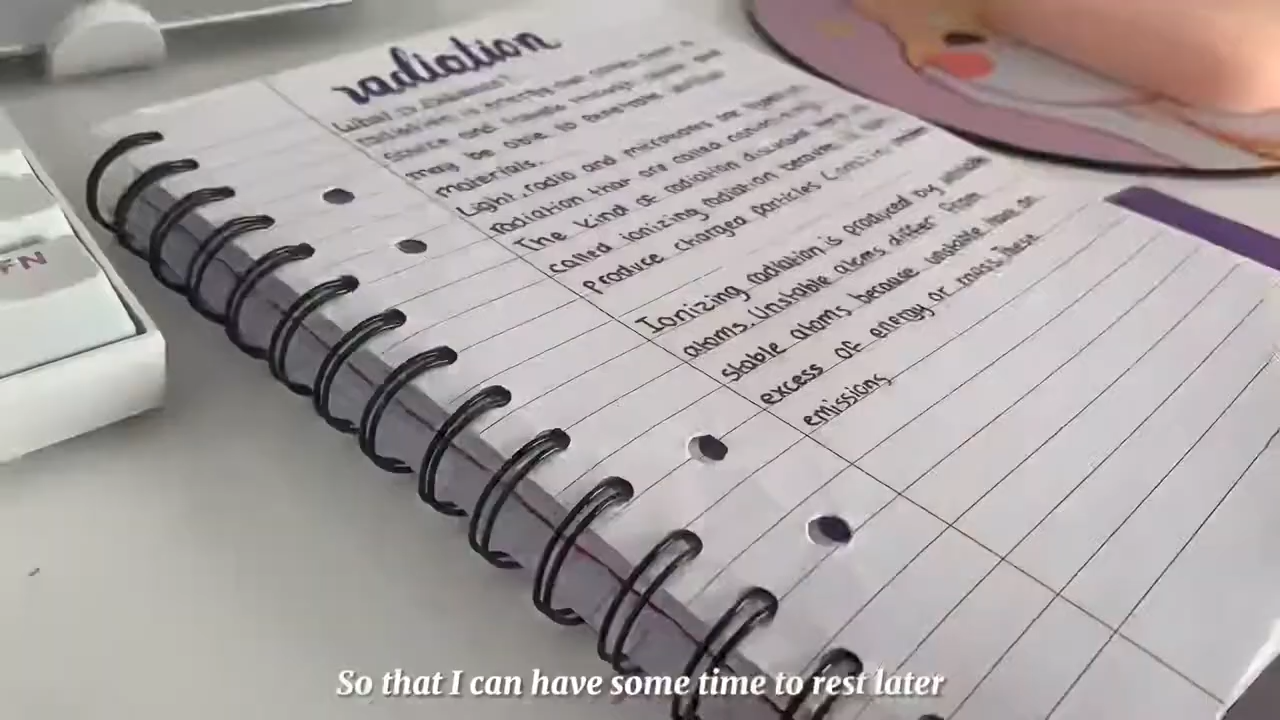 radiation
What is radiation?
radiation is energy that comes from a
source and travels through space and
may be able to penetrate various
materials.
Light, radio and microwaves are types of
radiation that are called nonionizing.
The kind of radiation discussed
called ionizing radiation because it can
produce charged particles (ions) in
Ionizing radiation is produced by unstable
atoms. Unstable atoms differ from
stable atoms because unstable have an
excess of energy or mass. These
emissions
FN
So that I can have some time to rest later